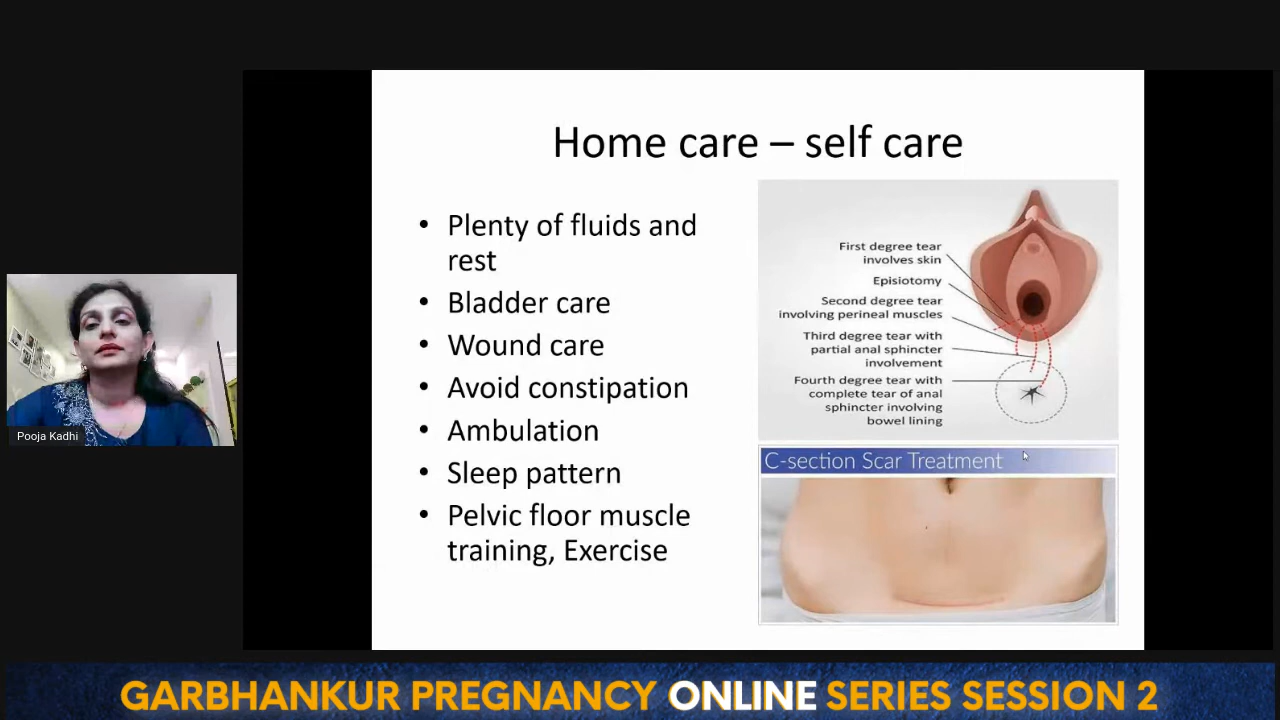 Home care – self care
• Plenty of fluids and
rest
• Bladder care
• Wound care
• Avoid constipation
• Ambulation
• Sleep pattern
• Pelvic floor muscle
training, Exercise
First degree tear
involves skin
Episiotomy
Second degree tear
involving perineal muscles
Third degree tear with
partial anal sphincter
involvement
Fourth degree tear with
complete tear of anal
sphincter involving
bowel lining
C-section Scar Treatment
Pooja Kadhi
GARBHANKUR PREGNANCY ONLINE SERIES SESSION 2